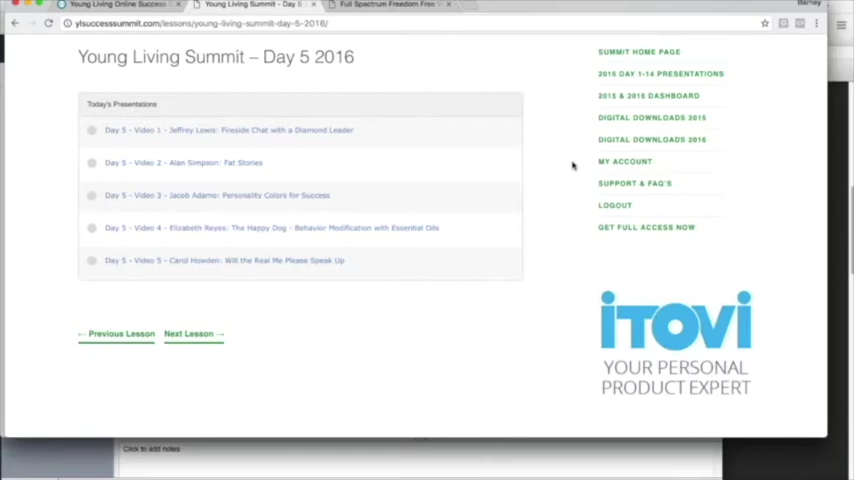 Young Living Online Success
Young Living Summit - Day 5
Full Spectrum Freedom Free
Barney
ylsuccesssummit.com/lessons/young-living-summit-day-5-2016/
Young Living Summit – Day 5 2016
Today's Presentations
Day 5 - Video 1 - Jeffrey Lewis: Fireside Chat with a Diamond Leader
Day 5 - Video 2 - Alan Simpson: Fat Stories
Day 5 - Video 3 - Jacob Adamo: Personality Colors for Success
Day 5 - Video 4 - Elizabeth Reyes: The Happy Dog - Behavior Modification with Essential Oils
Day 5 - Video 5 - Carol Howden: Will the Real Me Please Speak Up
← Previous Lesson
Next Lesson →
SUMMIT HOME PAGE
2016 DAY 1-14 PRESENTATIONS
2015 & 2016 DASHBOARD
DIGITAL DOWNLOADS 2015
DIGITAL DOWNLOADS 2016
MY ACCOUNT
SUPPORT & FAQ'S
LOGOUT
GET FULL ACCESS NOW
iTOVi
YOUR PERSONAL
PRODUCT EXPERT
Click to add notes